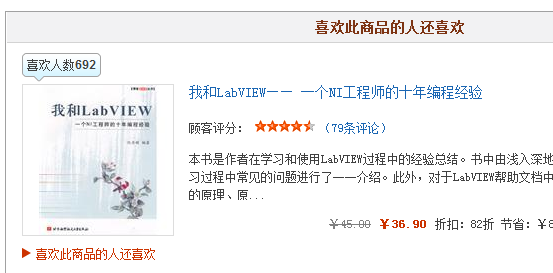 喜欢此商品的人还喜欢
喜欢人数692
我和LabVIEW
一个NI工程师的十年编程经验
我和LabVIEW—— 一个NI工程师的十年编程经验
顾客评分： （79条评论）
本书是作者在学习和使用LabVIEW过程中的经验总结。书中由浅入深地
习过程中常见的问题进行了一一介绍。此外，对于LabVIEW帮助文档中
的原理、原...
￥45.00 ￥36.90 折扣：82折 节省：￥8
喜欢此商品的人还喜欢